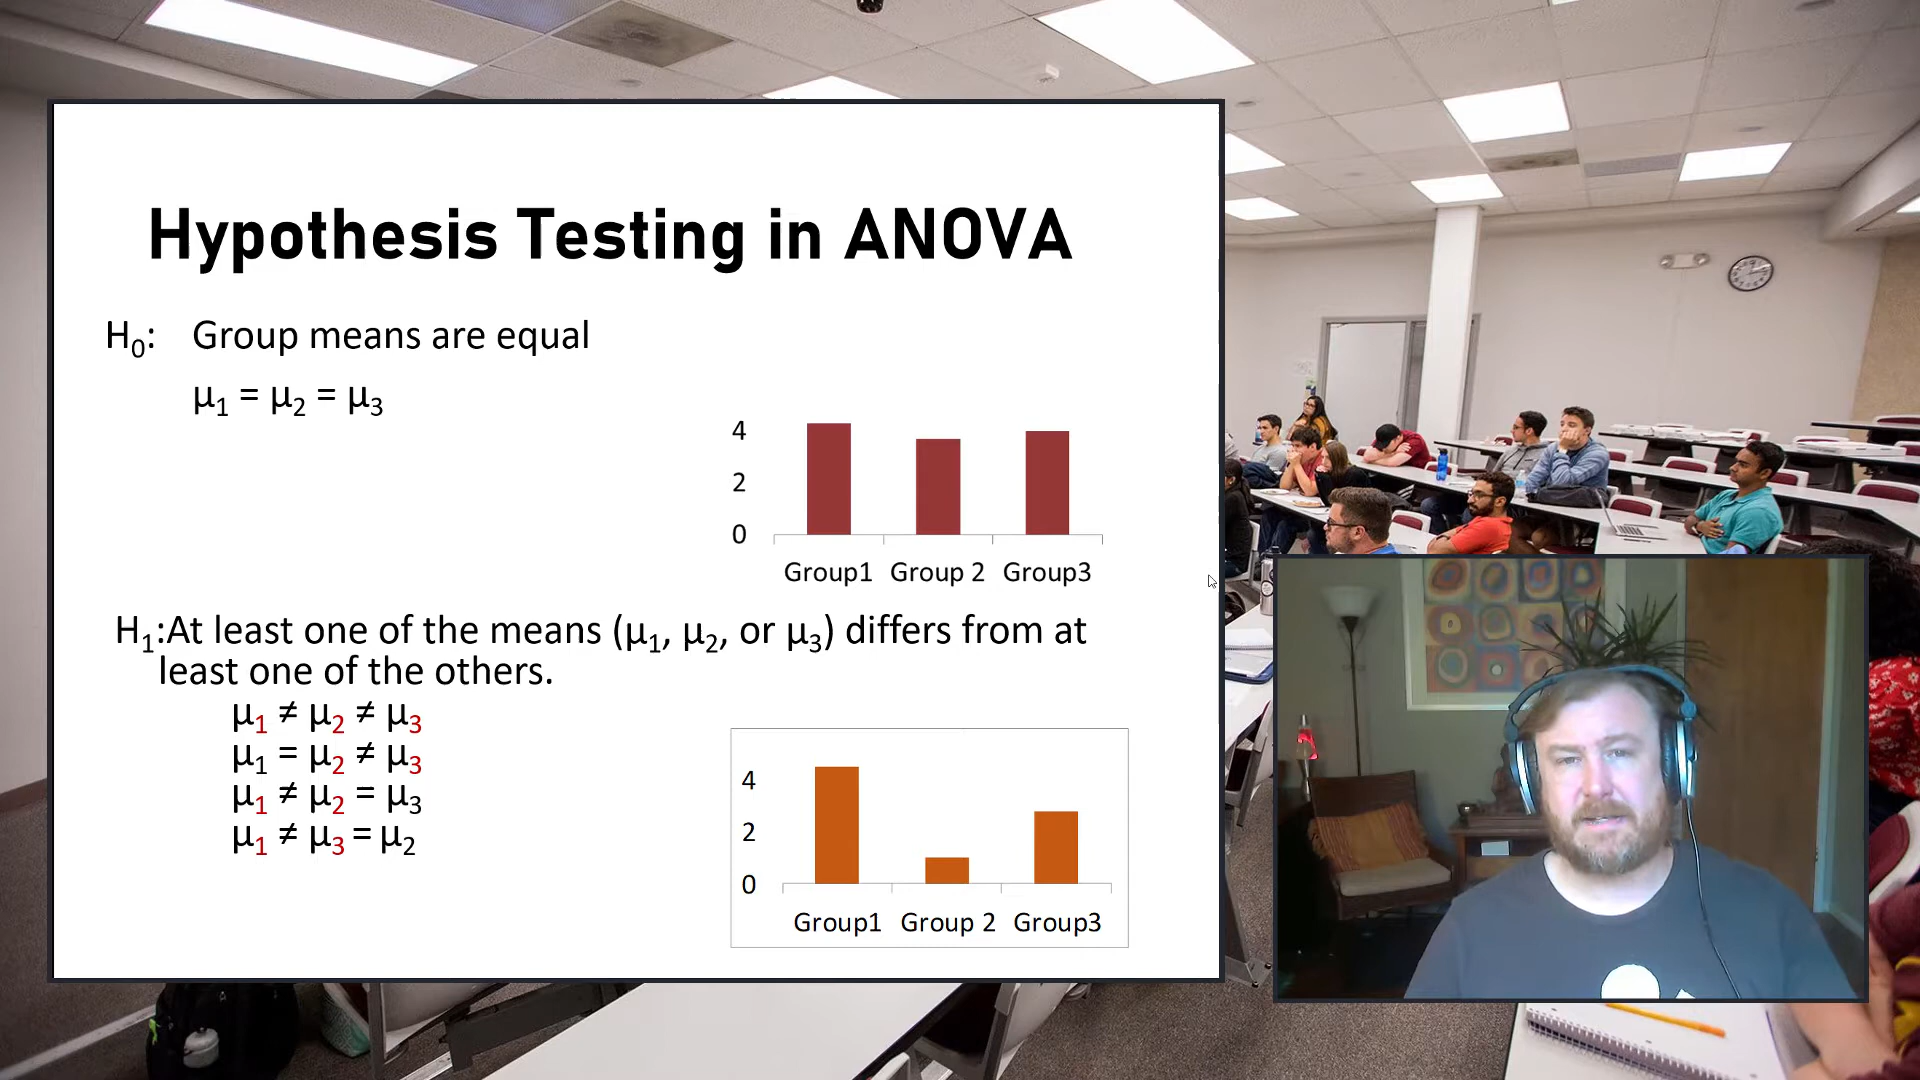 Hypothesis Testing in ANOVA
H₀: Group means are equal
μ₁ = μ₂ = μ₃
4
2
0
Group1 Group 2 Group3
H₁:At least one of the means (μ₁, μ₂, or μ₃) differs from at
least one of the others.
μ₁ ≠ μ₂ ≠ μ₃
μ₁ = μ₂ ≠ μ₃
μ₁ ≠ μ₂ = μ₃
μ₁ ≠ μ₃ = μ₂
4
2
0
Group1 Group 2 Group3